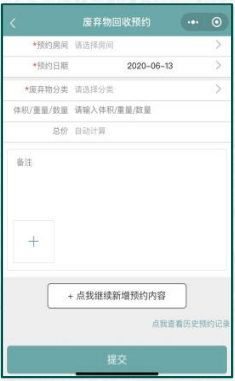 废弃物回收预约
*预约房间 请选择房间
*预约日期 2020-06-13
*废弃物分类 请选择分类
体积/重量/数量 请输入体积/重量/数量
总价 自动计算
备注
+
+ 点我继续新增预约内容
点我查看历史预约记录
提交